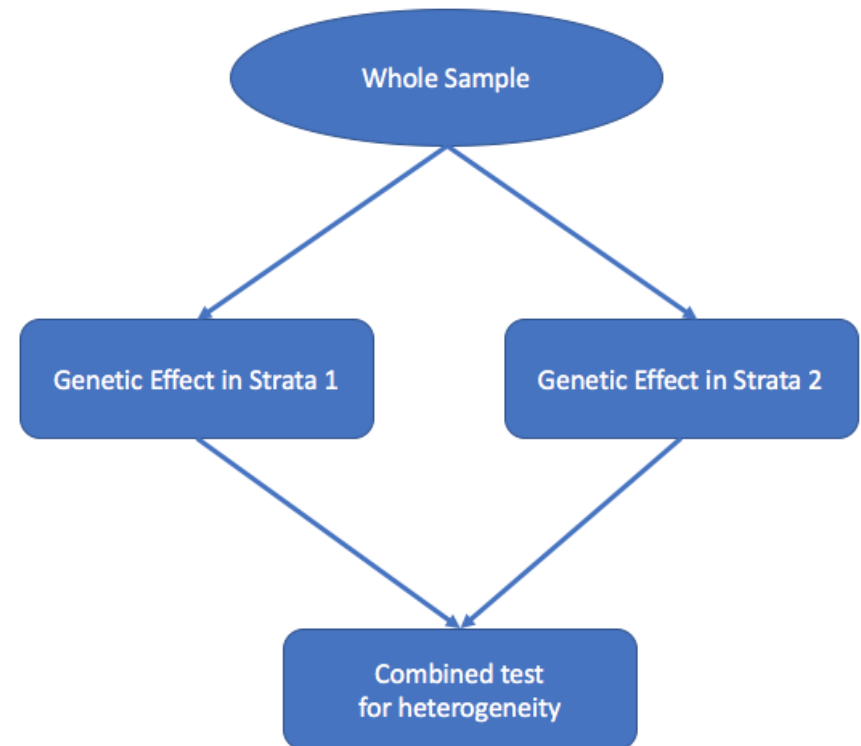 Whole Sample
Genetic Effect in Strata 1
Genetic Effect in Strata 2
Combined test
for heterogeneity